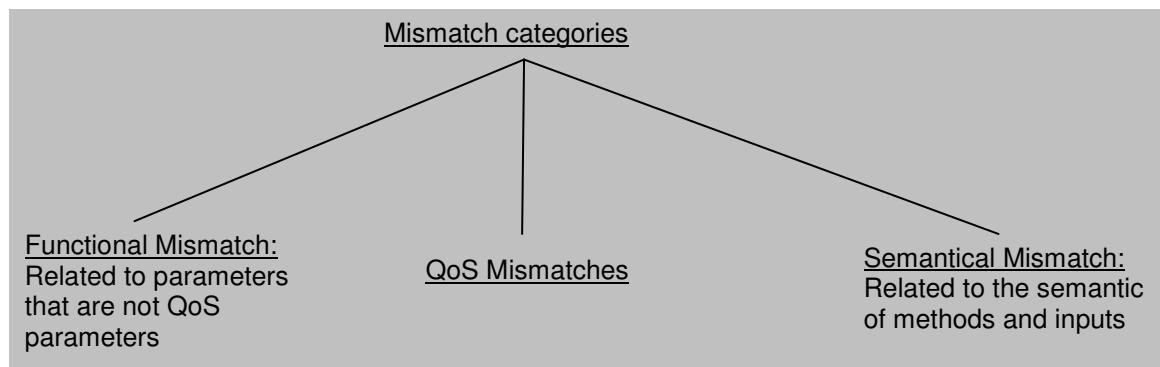 Mismatch categories
Functional Mismatch:
Related to parameters
that are not QoS
parameters
QoS Mismatches
Semantical Mismatch:
Related to the semantic
of methods and inputs